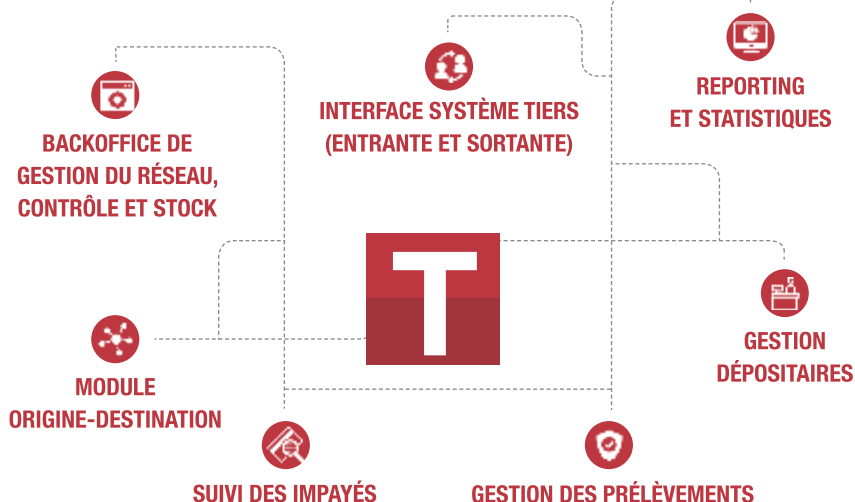 REPORTING
ET STATISTIQUES
INTERFACE SYSTÈME TIERS
(ENTRANTE ET SORTANTE)
BACKOFFICE DE
GESTION DU RÉSEAU,
CONTRÔLE ET STOCK
T
GESTION
DÉPOSITAIRES
MODULE
ORIGINE-DESTINATION
SUIVI DES IMPAYÉS
GESTION DES PRÉLÈVEMENTS